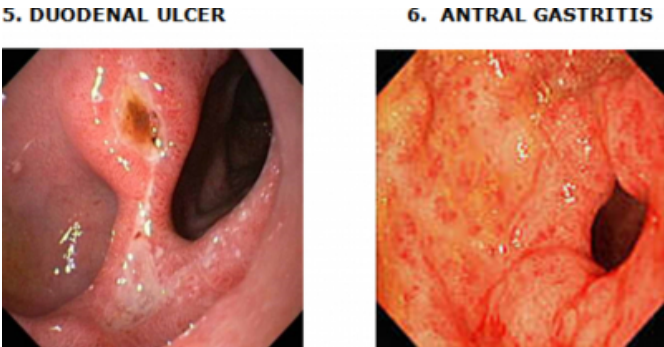 5. DUODENAL ULCER
6. ANTRAL GASTRITIS